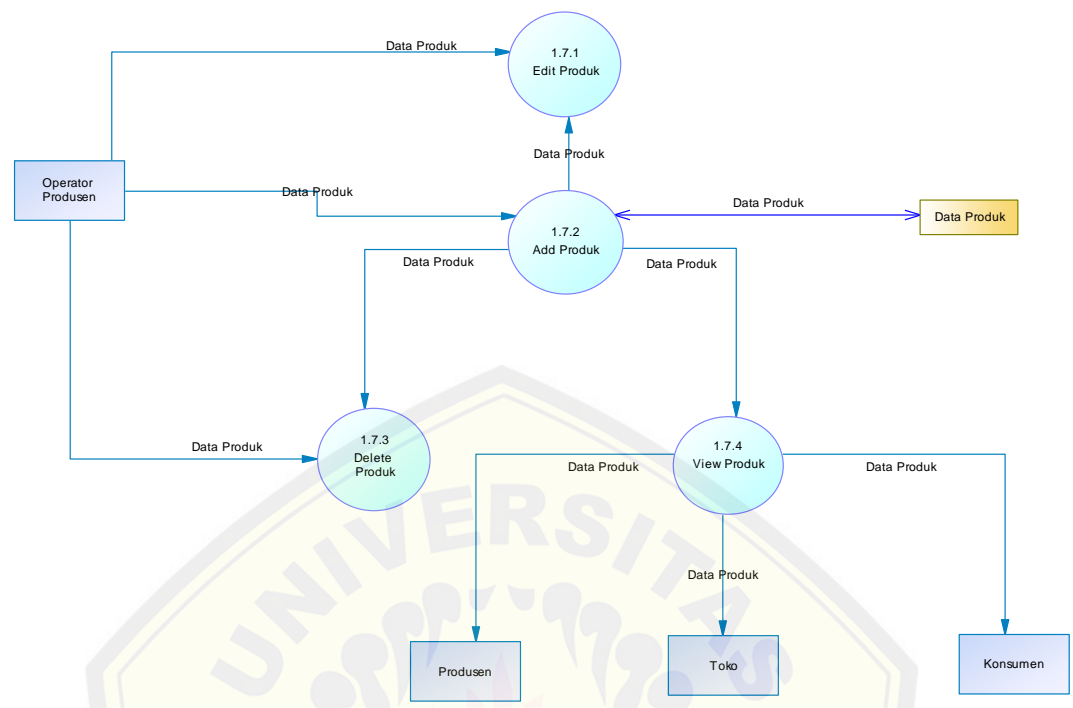 Data Produk
1.7.1
Edit Produk
Data Produk
Operator
Produsen
Data Produk
Data Produk
Data Produk
1.7.2
Add Produk
Data Produk
Data Produk
1.7.3
Delete
Produk
Data Produk
1.7.4
View Produk
Data Produk
Data Produk
Data Produk
Produsen
Toko
Konsumen
UNIVERSITAS